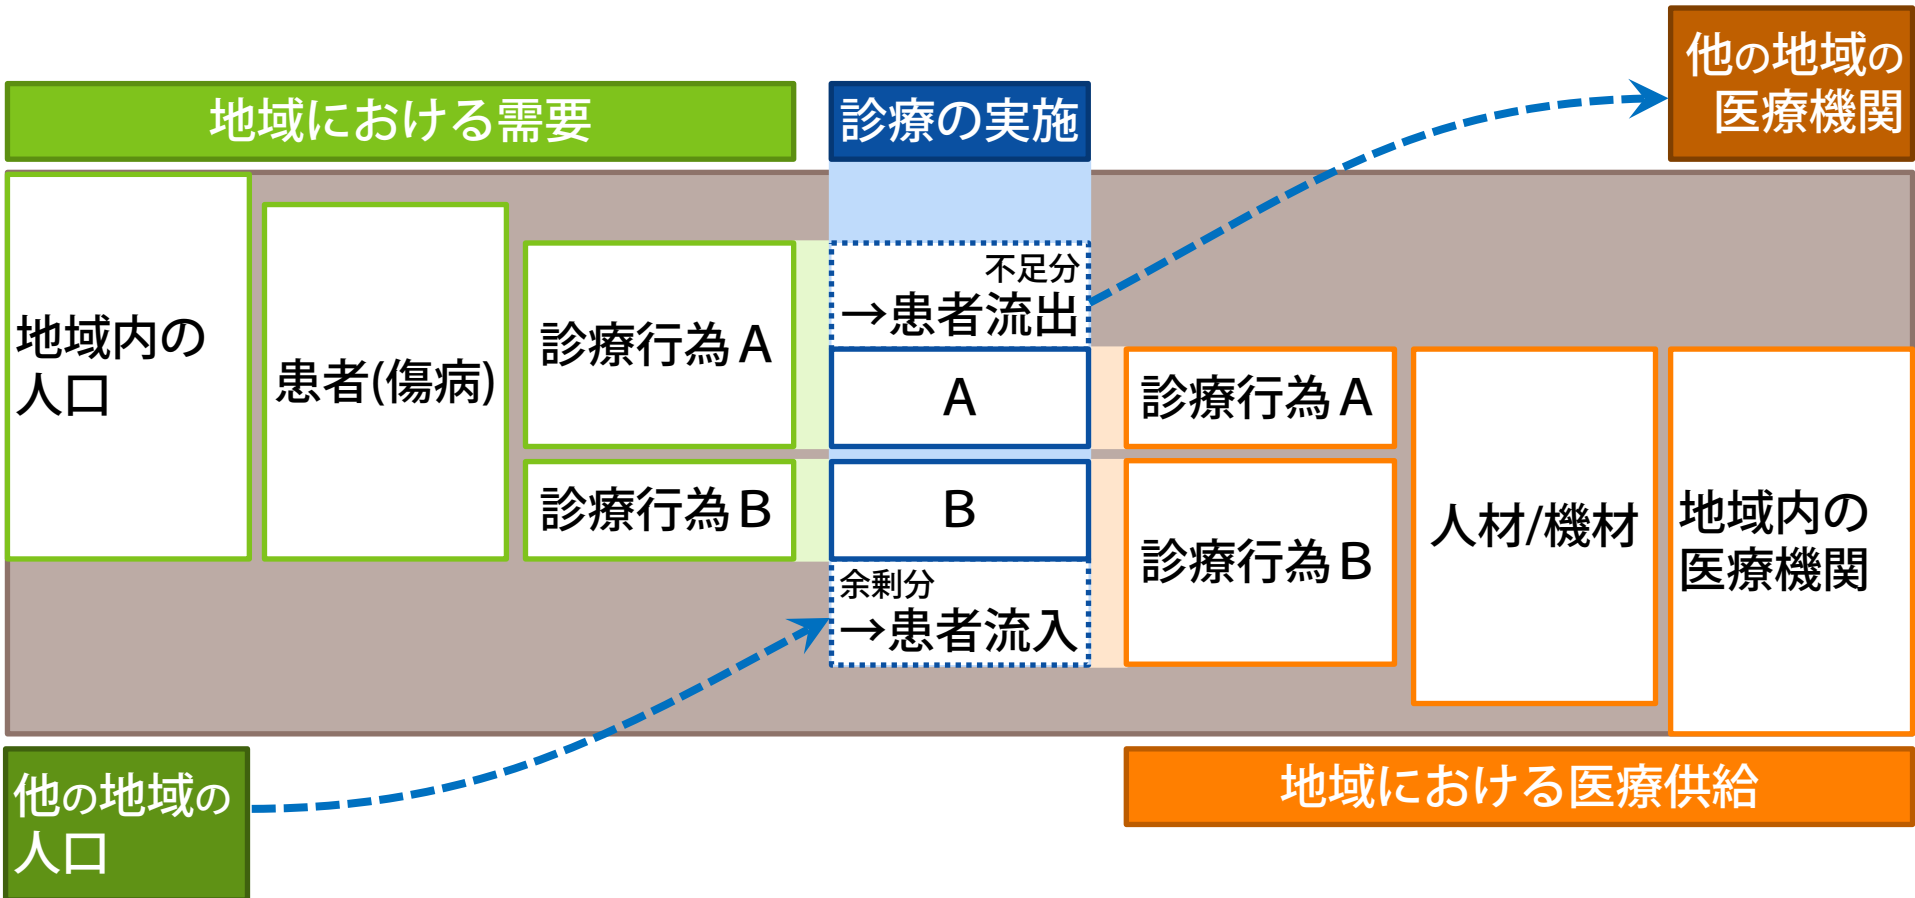 他の地域の
医療機関
地域における需要
診療の実施
地域内の
人口
患者(傷病)
診療行為A
診療行為B
不足分
→患者流出
A
B
余剰分
→患者流入
診療行為A
診療行為B
人材/機材
地域内の
医療機関
他の地域の
人口
地域における医療供給